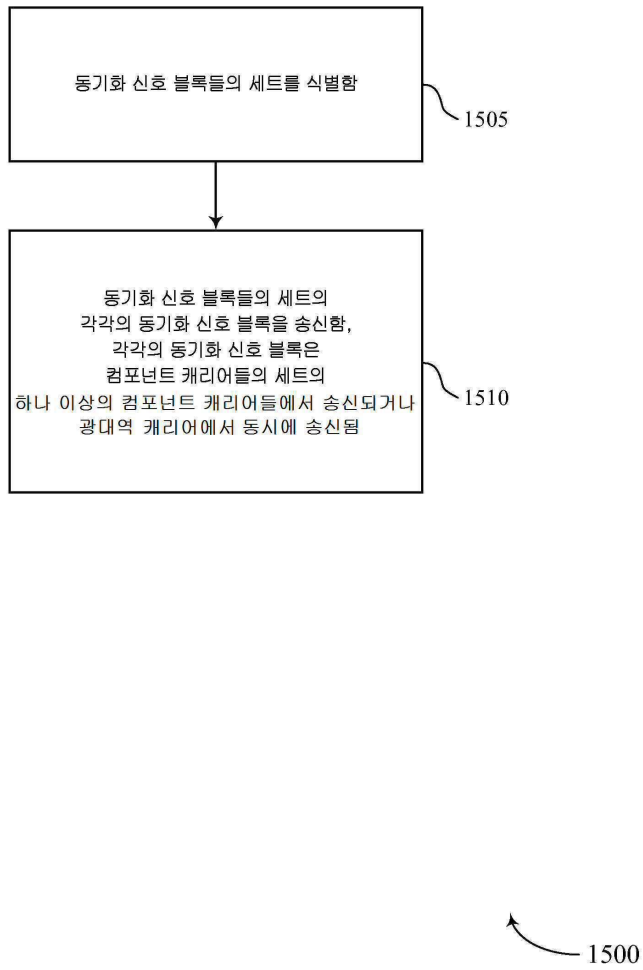 동기화 신호 블록들의 세트를 식별함
1505
동기화 신호 블록들의 세트의
각각의 동기화 신호 블록을 송신함,
각각의 동기화 신호 블록은
컴포넌트 캐리어들의 세트의
하나 이상의 컴포넌트 캐리어들에서 송신되거나
광대역 캐리어에서 동시에 송신됨
1510
1500